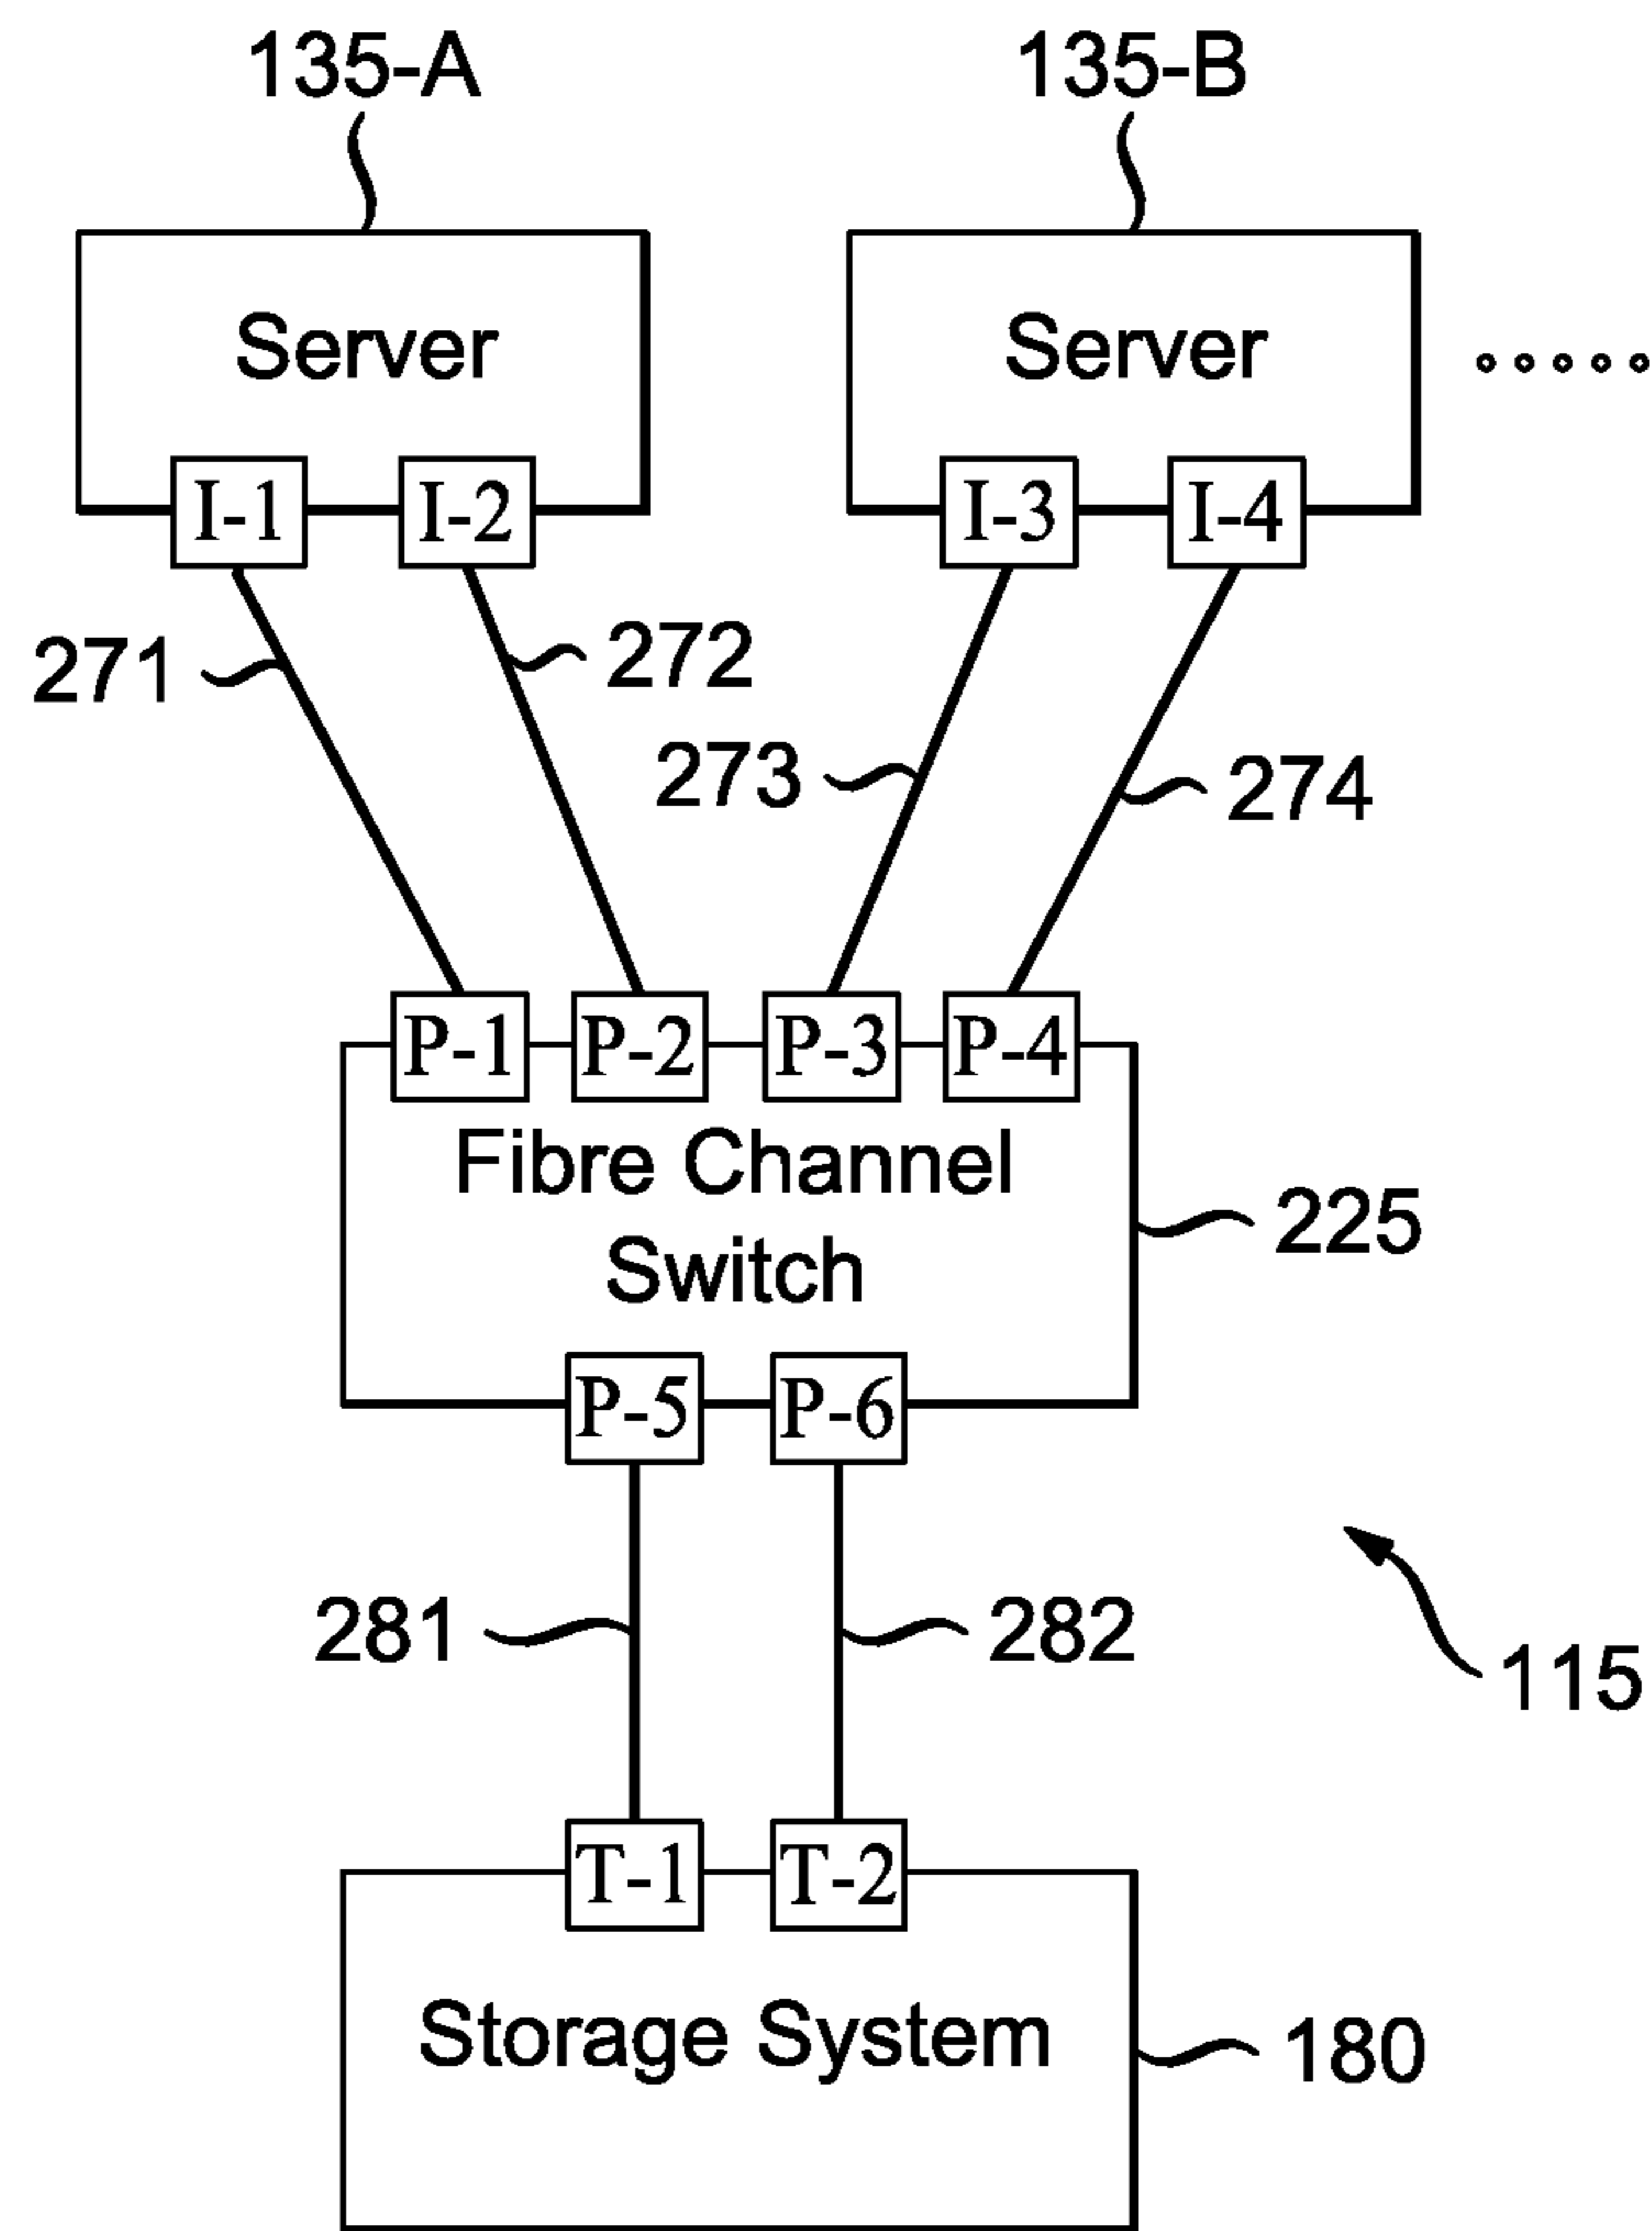 135-A 135-B
Server Server
I-1 I-2 I-3 I-4
271 272
273 274
P-1 P-2 P-3 P-4
Fibre Channel
Switch
225
P-5 P-6
281 282
115
T-1 T-2
Storage System
180